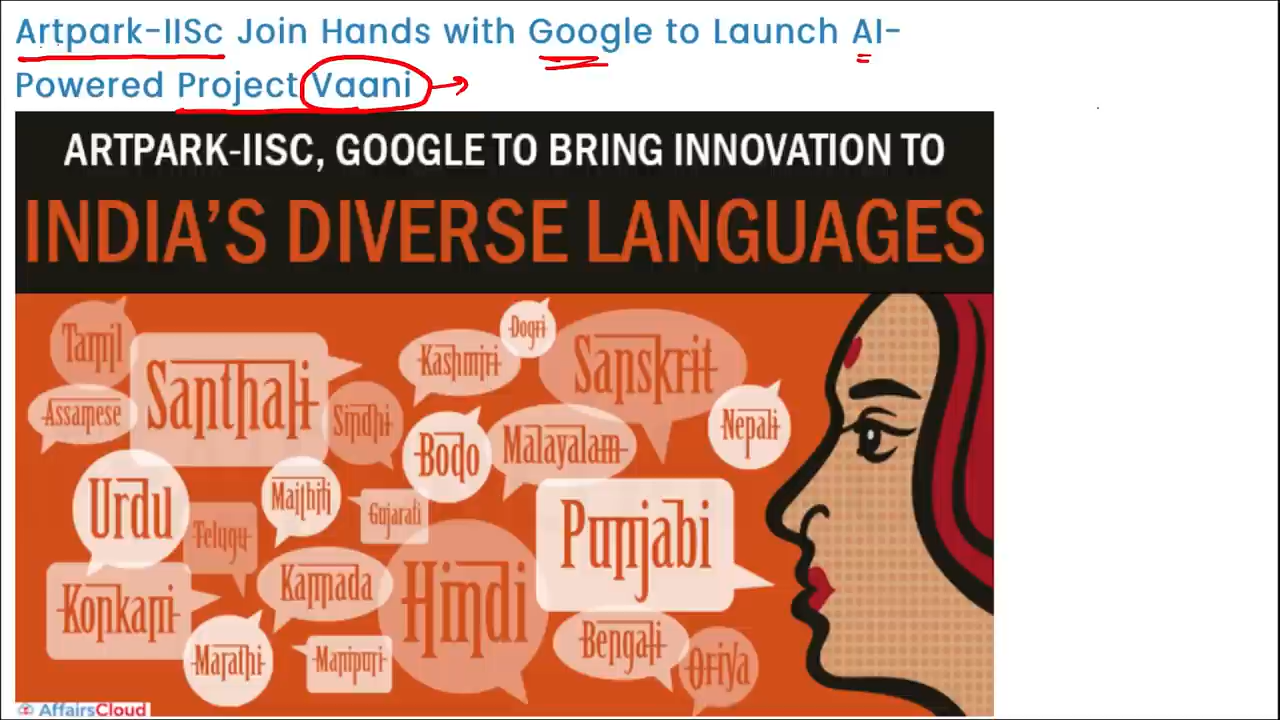 Artpark-IISc Join Hands with Google to Launch AI-
Powered Project Vaani
ARTPARK-IISC, GOOGLE TO BRING INNOVATION TO
INDIA'S DIVERSE LANGUAGES
Tamil
Santhali
Kashmiri
Dogri
Sanskrit
Assamese
Sindhi
Bodo
Malayalam
Nepali
Urdu
Telugu
Maithili
Gujarati
Punjabi
Konkani
Kannada
Hindi
Marathi
Manipuri
Bengali
Oriya
AffairsCloud